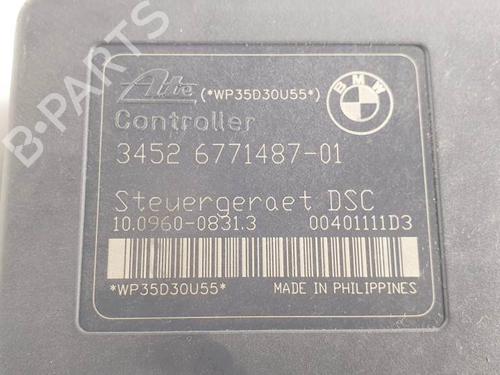 Ate (*WP35D30U55*)
BMW
Controller
3452 6771487-01
Steuergeraet DSC
10.0960-0831.3 00401111D3
*WP35D30U55* MADE IN PHILIPPINES
B-PARTS